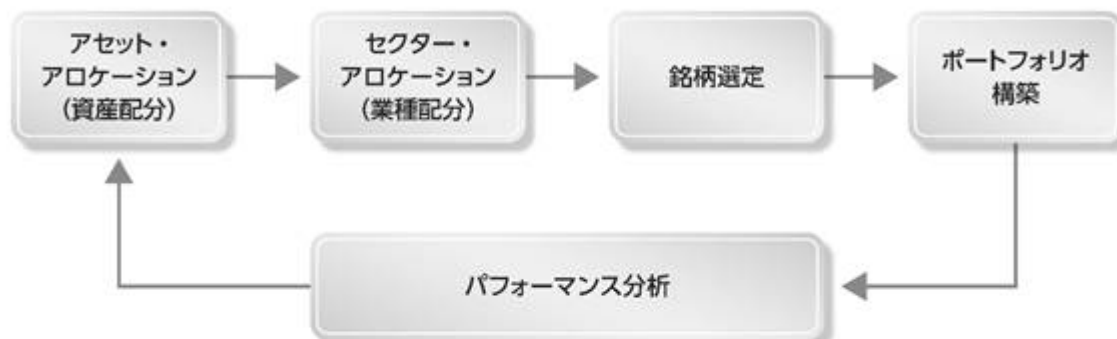 アセット・
アロケーション
(資産配分)
セクター・
アロケーション
(業種配分)
銘柄選定
ポートフォリオ
構築
パフォーマンス分析